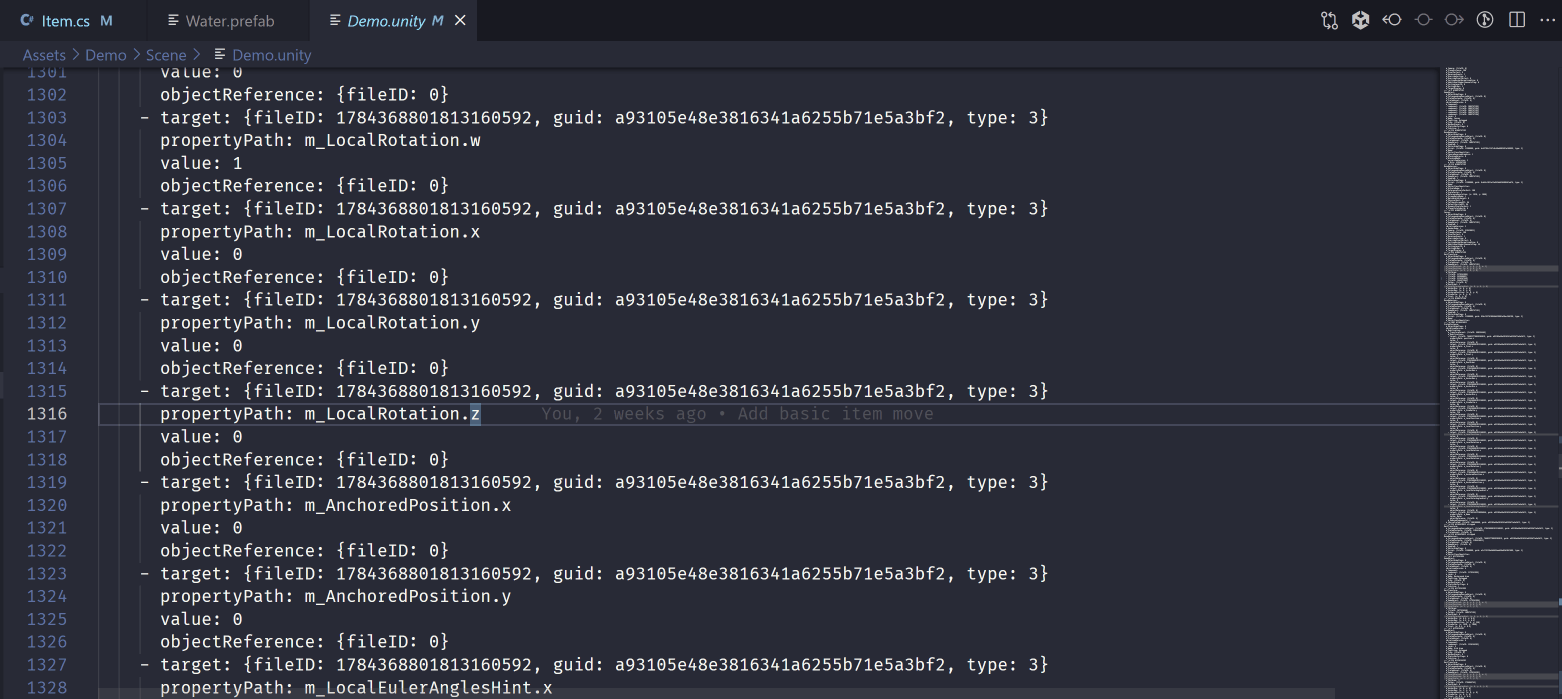 Item.cs M Water.prefab Demo.unity M
Assets > Demo > Scene > Demo.unity
1301 value: 0
1302 objectReference: {fileID: 0}
1303 - target: {fileID: 1784368801813160592, guid: a93105e48e3816341a6255b71e5a3bf2, type: 3}
1304 propertyPath: m_LocalRotation.w
1305 value: 1
1306 objectReference: {fileID: 0}
1307 - target: {fileID: 1784368801813160592, guid: a93105e48e3816341a6255b71e5a3bf2, type: 3}
1308 propertyPath: m_LocalRotation.x
1309 value: 0
1310 objectReference: {fileID: 0}
1311 - target: {fileID: 1784368801813160592, guid: a93105e48e3816341a6255b71e5a3bf2, type: 3}
1312 propertyPath: m_LocalRotation.y
1313 value: 0
1314 objectReference: {fileID: 0}
1315 - target: {fileID: 1784368801813160592, guid: a93105e48e3816341a6255b71e5a3bf2, type: 3}
1316 propertyPath: m_LocalRotation.z You, 2 weeks ago • Add basic item move
1317 value: 0
1318 objectReference: {fileID: 0}
1319 - target: {fileID: 1784368801813160592, guid: a93105e48e3816341a6255b71e5a3bf2, type: 3}
1320 propertyPath: m_AnchoredPosition.x
1321 value: 0
1322 objectReference: {fileID: 0}
1323 - target: {fileID: 1784368801813160592, guid: a93105e48e3816341a6255b71e5a3bf2, type: 3}
1324 propertyPath: m_AnchoredPosition.y
1325 value: 0
1326 objectReference: {fileID: 0}
1327 - target: {fileID: 1784368801813160592, guid: a93105e48e3816341a6255b71e5a3bf2, type: 3}
1328 propertyPath: m_LocalEulerAnglesHint.x